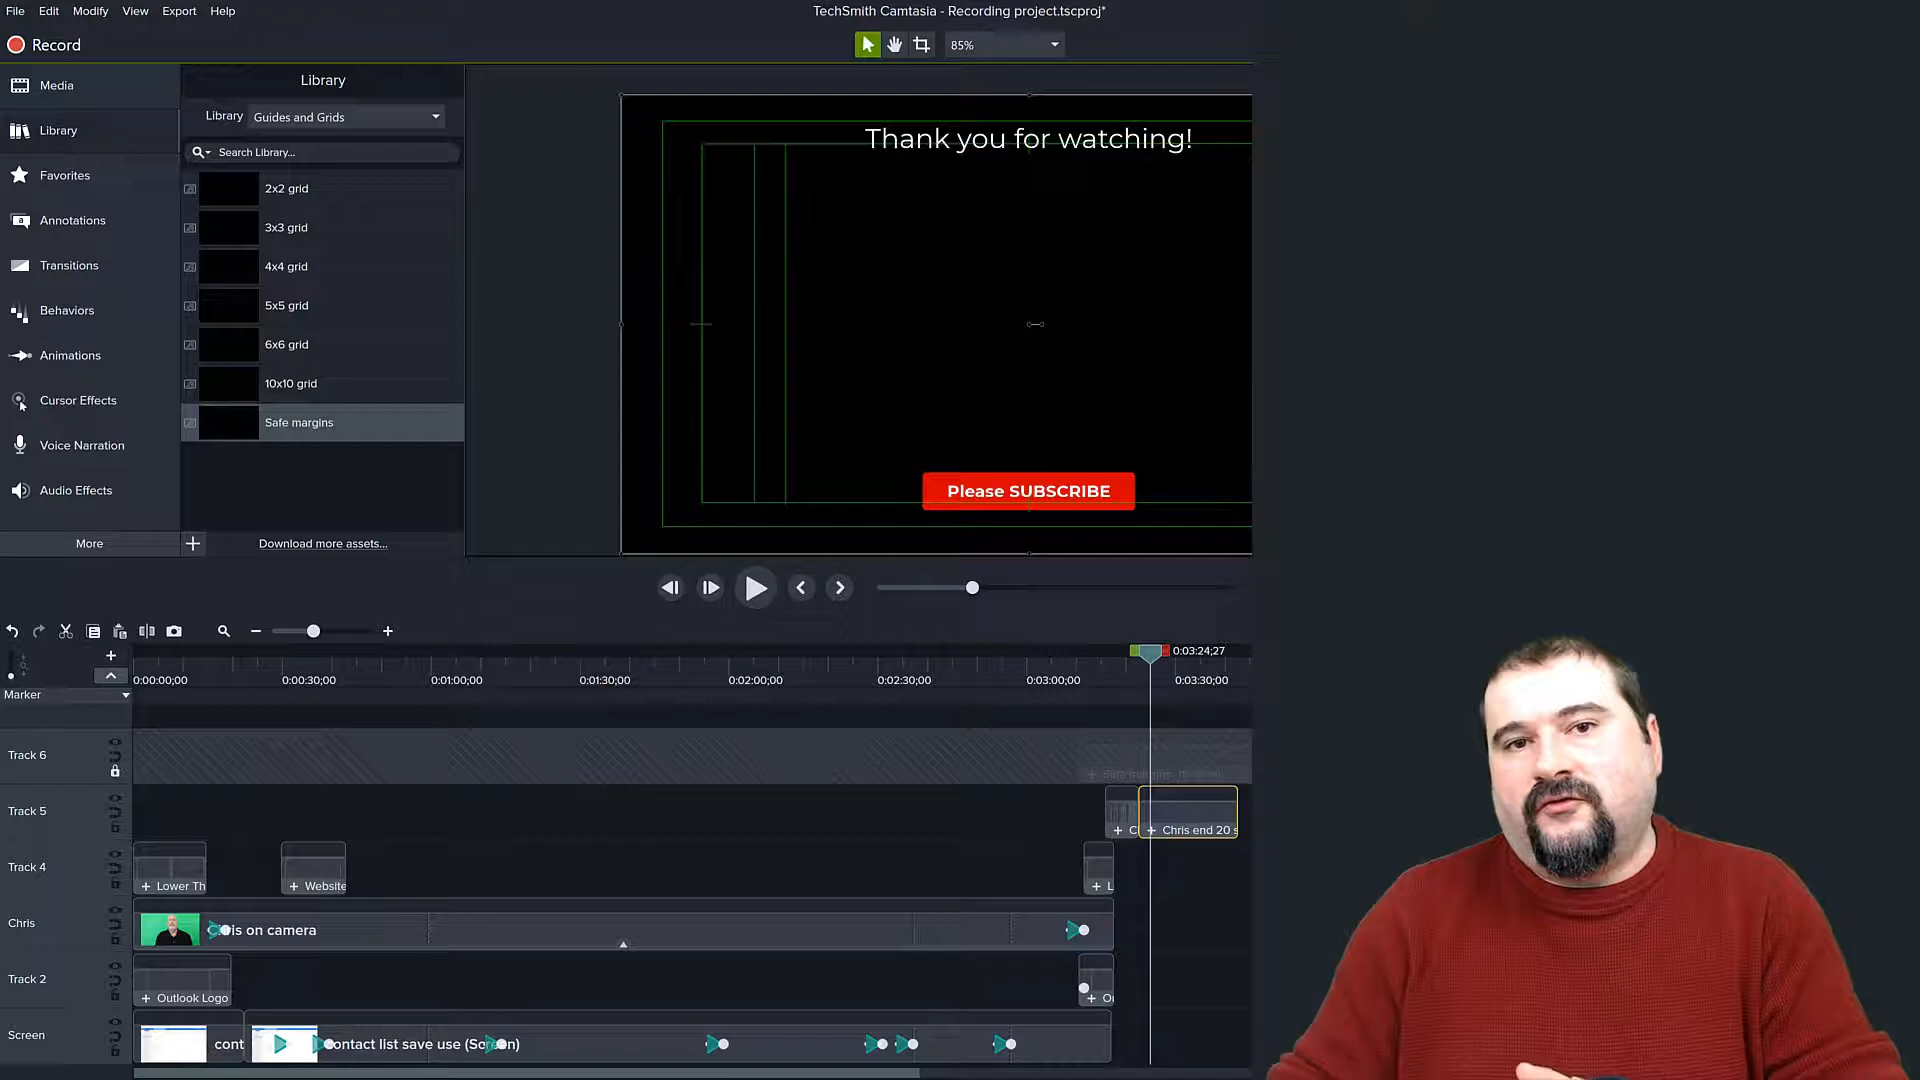 File Edit Modify View Export Help
TechSmith Camtasia - Recording project.tscproj*
Record
85%
Media
Library
Favorites
Annotations
Transitions
Behaviors
Animations
Cursor Effects
Voice Narration
Audio Effects
More
Library
Library Guides and Grids
Search Library...
2x2 grid
3x3 grid
4x4 grid
5x5 grid
6x6 grid
10x10 grid
Safe margins
Download more assets...
Thank you for watching!
Please SUBSCRIBE
0:03:24;27
0:00:00;00 0:00:30;00 0:01:00;00 0:01:30;00 0:02:00;00 0:02:30;00 0:03:00;00 0:03:30;00
Marker
Track 6
Track 5
C Chris end 20 s
Track 4
Lower Th Website L
Chris
Chris on camera
Track 2
Outlook Logo
Screen
cont Contact list save use (Screen)